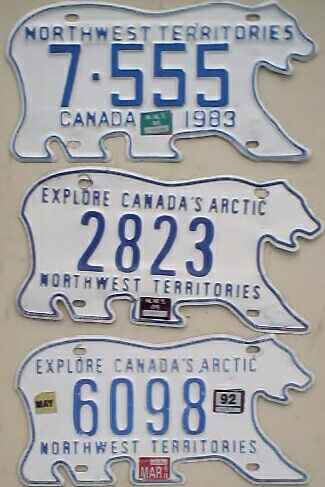 NORTHWEST TERRITORIES
7·555
CANADA N.W.T. 1983
EXPLORE CANADA'S ARCTIC
2823
NORTHWEST TERRITORIES
N.W.T.
EXPLORE CANADA'S ARCTIC
MAY 6098 92
NORTHWEST TERRITORIES
MAR